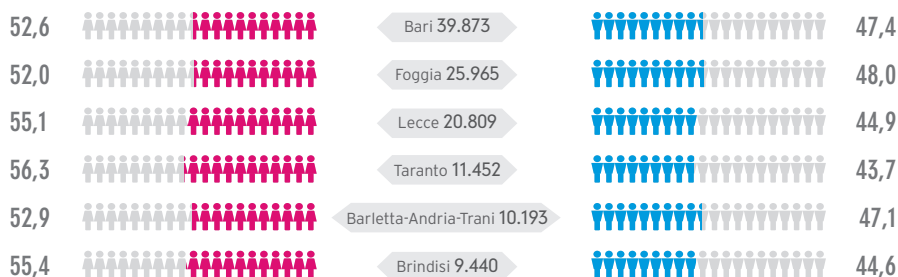 52,6 Bari 39.873 47,4
52,0 Foggia 25.965 48,0
55,1 Lecce 20.809 44,9
56,3 Taranto 11.452 43,7
52,9 Barletta-Andria-Trani 10.193 47,1
55,4 Brindisi 9.440 44,6